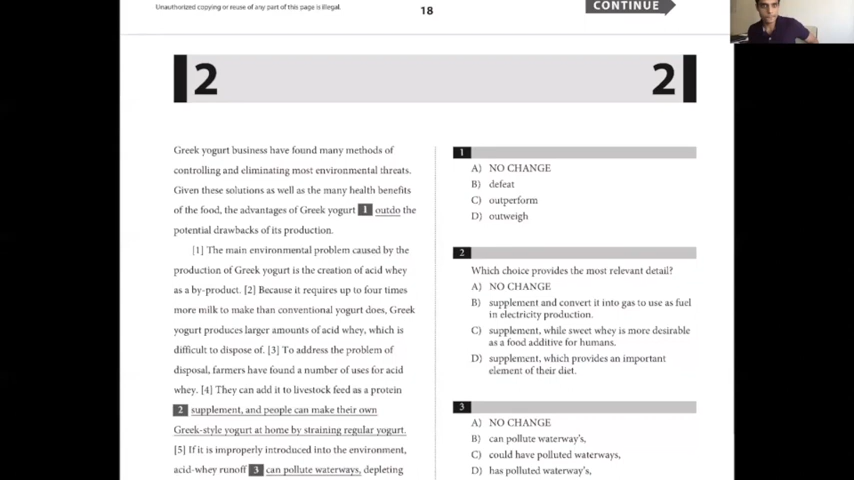 Unauthorized copying or reuse of any part of this page is illegal.
18
CONTINUE
2
2
Greek yogurt business have found many methods of
controlling and eliminating most environmental threats.
Given these solutions as well as the many health benefits
of the food, the advantages of Greek yogurt 1 outdo the
potential drawbacks of its production.
[1] The main environmental problem caused by the
production of Greek yogurt is the creation of acid whey
as a by-product. [2] Because it requires up to four times
more milk to make than conventional yogurt does, Greek
yogurt produces larger amounts of acid whey, which is
difficult to dispose of. [3] To address the problem of
disposal, farmers have found a number of uses for acid
whey. [4] They can add it to livestock feed as a protein
2 supplement, and people can make their own
Greek-style yogurt at home by straining regular yogurt.
[5] If it is improperly introduced into the environment,
acid-whey runoff 3 can pollute waterways, depleting
1
A) NO CHANGE
B) defeat
C) outperform
D) outweigh
2
Which choice provides the most relevant detail?
A) NO CHANGE
B) supplement and convert it into gas to use as fuel
in electricity production.
C) supplement, while sweet whey is more desirable
as a food additive for humans.
D) supplement, which provides an important
element of their diet.
3
A) NO CHANGE
B) can pollute waterway's,
C) could have polluted waterways,
D) has polluted waterway's,